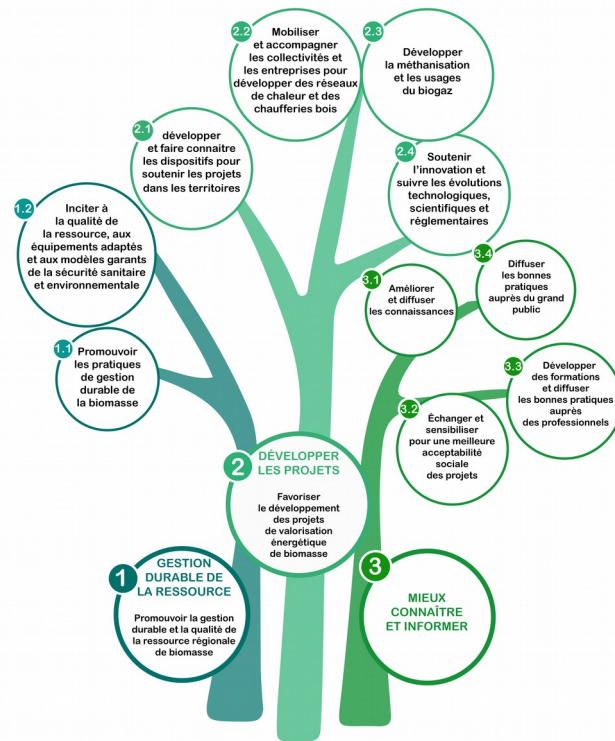 2.2
Mobiliser
et accompagner
les collectivités et
les entreprises pour
développer des réseaux
de chaleur et des
chaufferies bois
2.3
Développer
la méthanisation
et les usages
du biogaz
2.1
développer
et faire connaitre
les dispositifs pour
soutenir les projets
dans les territoires
2.4
Soutenir
l'innovation et
suivre les évolutions
technologiques,
scientifiques et
réglementaires
1.2
Inciter à
la qualité de
la ressource, aux
équipements adaptés
et aux modèles garants
de la sécurité sanitaire
et environnementale
3.4
Diffuser
les bonnes
pratiques
auprès du grand
public
3.1
Améliorer
et diffuser
les connaissances
1.1
Promouvoir
les pratiques
de gestion
durable de
la biomasse
3.3
Développer
des formations
et diffuser
les bonnes pratiques
auprès
des professionnels
3.2
Échanger et
sensibiliser
pour une meilleure
acceptabilité
sociale
des projets
2
DÉVELOPPER
LES PROJETS
Favoriser
le développement
des projets
de valorisation
énergétique
de biomasse
1
GESTION
DURABLE DE
LA RESSOURCE
Promouvoir la gestion
durable et la qualité de
la ressource régionale
de biomasse
3
MIEUX
CONNAÎTRE
ET INFORMER